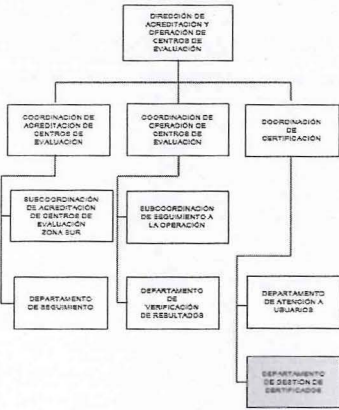 DIRECCIÓN DE
ACREDITACIÓN Y
OPERACIÓN DE
CENTROS DE
EVALUACIÓN
COORDINACIÓN DE
ACREDITACIÓN DE
CENTROS DE
EVALUACIÓN
COORDINACIÓN DE
OPERACIÓN DE
CENTROS DE
EVALUACIÓN
COORDINACIÓN
DE
CERTIFICACIÓN
SUBCOORDINACIÓN
DE ACREDITACIÓN
DE CENTROS DE
EVALUACIÓN
ZONA SUR
SUBCOORDINACIÓN
DE SEGUIMIENTO A
LA OPERACIÓN
DEPARTAMENTO
DE SEGUIMIENTO
DEPARTAMENTO
DE
VERIFICACIÓN
DE RESULTADOS
DEPARTAMENTO
DE ATENCIÓN A
USUARIOS
DEPARTAMENTO
DE GESTIÓN DE
CERTIFICADOS